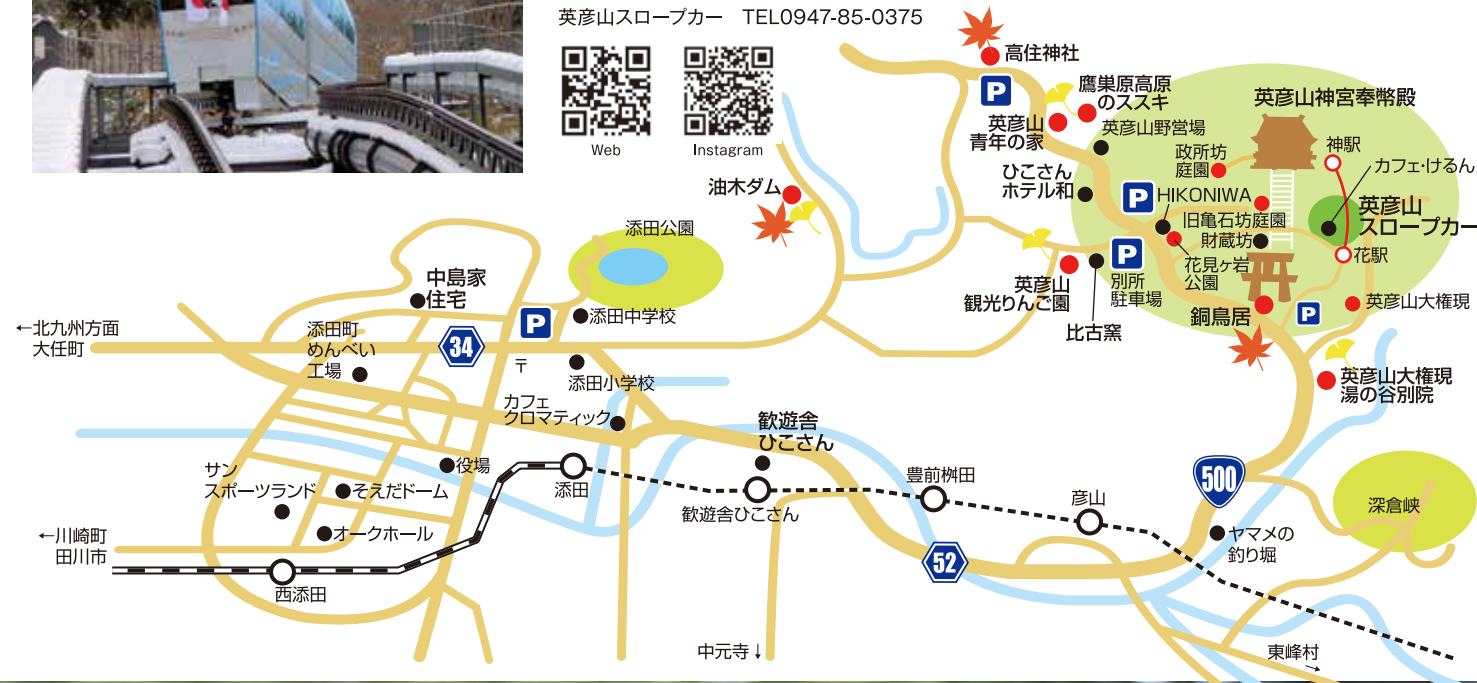 英彦山スロープカー　TEL0947-85-0375
Web
Instagram
高住神社
P
鷹巣原高原
のススキ
英彦山
青年の家
英彦山野営場
ひこさん
ホテル和
英彦山神宮奉幣殿
政所坊
庭園
神駅
カフェ・けるん
英彦山
スロープカー
P
HIKONIWA
旧亀石坊庭園
財蔵坊
花駅
花見ヶ岩
公園
P
別所
駐車場
英彦山
観光りんご園
比古窯
銅鳥居
P
英彦山大権現
英彦山大権現
湯の谷別院
油木ダム
添田公園
中島家
住宅
P
添田中学校
←北九州方面
大任町
添田町
めんべい
工場
34
〒
添田小学校
カフェ
クロマティック
歓遊舎
ひこさん
役場
サン
スポーツランド
そえだドーム
オークホール
←川崎町
田川市
西添田
添田
歓遊舎ひこさん
豊前桝田
彦山
500
52
ヤマメの
釣り堀
深倉峡
中元寺↓
東峰村
→